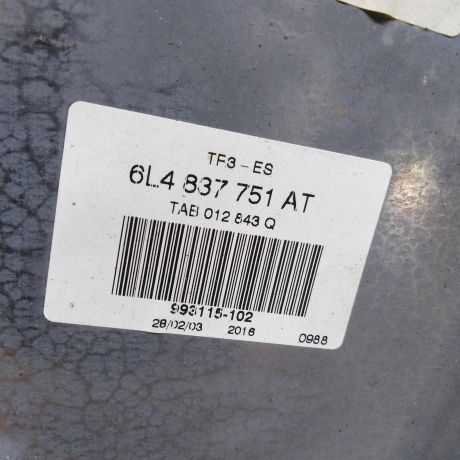 TF3-ES
6L4 837 751 AT
TAB 012 843 Q
993115-102
28/02/03 2016 0988